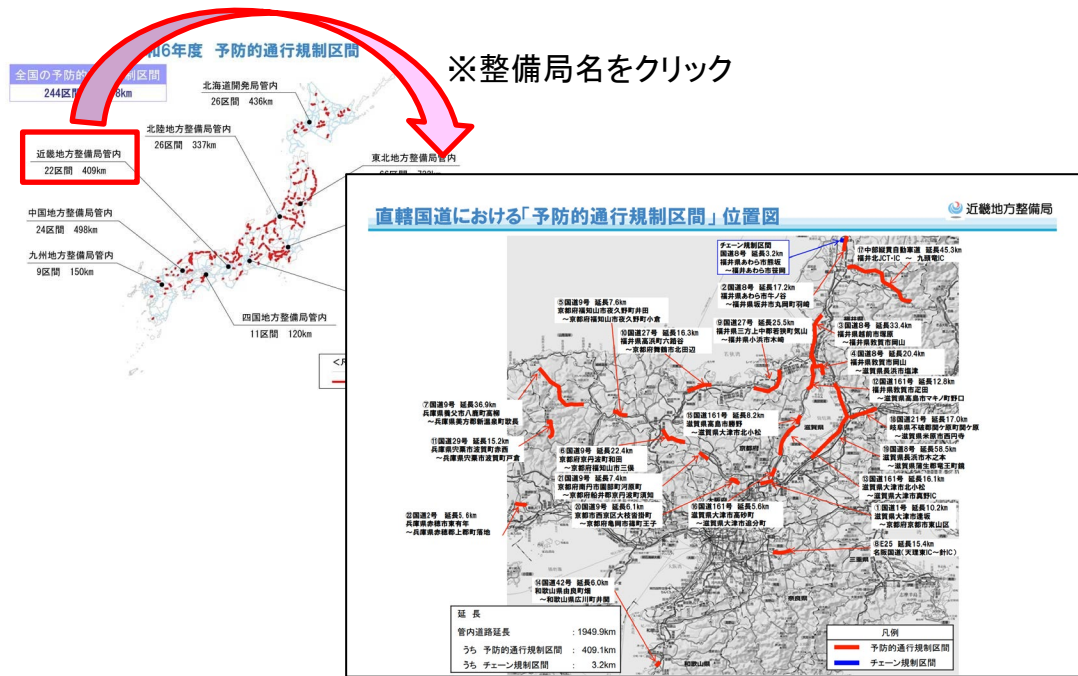 ※整備局名をクリック
和6年度 予防的通行規制区間
全国の予防的
制区間
244区間
北海道開発局管内
26区間 436km
北陸地方整備局管内
26区間 337km
近畿地方整備局管内
22区間 409km
東北地方整備局管内
中国地方整備局管内
24区間 498km
九州地方整備局管内
9区間 150km
四国地方整備局管内
11区間 120km
直轄国道における「予防的通行規制区間」位置図
近畿地方整備局
チェーン規制区間
国道8号 延長3.2km
福井県あわら市熊坂
～福井あわら市笹岡
⑰中部縦貫自動車道 延長45.3km
福井北JCT・IC ～ 九頭竜IC
②国道8号 延長17.2km
福井県あわら市牛ノ谷
～福井県坂井市丸岡町羽崎
⑤国道9号 延長7.6km
京都府福知山市夜久野町井田
～京都府福知山市夜久野町小倉
⑩国道27号 延長16.3km
福井県高浜町六路谷
～京都府舞鶴市北田辺
⑨国道27号 延長25.5km
福井県三方上中郡若狭町気山
～福井県小浜市木崎
③国道8号 延長33.4km
福井県越前市塚原
～福井県敦賀市岡山
④国道8号 延長20.4km
福井県敦賀市岡山
～滋賀県長浜市塩津
⑫国道161号 延長12.8km
福井県敦賀市疋田
～滋賀県高島市マキノ町野口
⑦国道9号 延長36.9km
兵庫県養父市八鹿町高柳
～兵庫県美方郡新温泉町歌長
⑮国道161号 延長8.2km
滋賀県高島市勝野
～滋賀県大津市北小松
⑱国道21号 延長17.0km
岐阜県不破郡関ケ原町関ケ原
～滋賀県米原市西円寺
⑪国道29号 延長15.2km
兵庫県宍粟市波賀町赤西
～兵庫県宍粟市波賀町戸倉
⑥国道9号 延長22.4km
京都府京丹波町和田
～京都府福知山市三俣
⑲国道8号 延長58.5km
滋賀県長浜市木之本
～滋賀県蒲生郡竜王町鏡
㉑国道9号 延長7.4km
京都府南丹市園部町河原町
～京都府船井郡京丹波町須知
⑬国道161号 延長16.1km
滋賀県大津市北小松
～滋賀県大津市真野IC
⑳国道9号 延長6.1km
京都市西京区大枝沓掛町
～京都府亀岡市篠町王子
⑯国道161号 延長5.6km
滋賀県大津市高砂町
～滋賀県大津市追分町
①国道1号 延長10.2km
滋賀県大津市逢坂
～京都府京都市東山区
㉒国道2号 延長5.6km
兵庫県赤穂市東有年
～兵庫県赤穂郡上郡町落地
⑧E25 延長15.4km
名阪国道(天理東IC～針IC)
⑭国道42号 延長6.0km
和歌山県由良町畑
～和歌山県広川町井関
福井県
滋賀県
京都府
三重県
奈良県
和歌山県
延 長
管内道路延長 : 1949.9km
うち 予防的通行規制区間 : 409.1km
うち チェーン規制区間 : 3.2km
凡例
予防的通行規制区間
チェーン規制区間